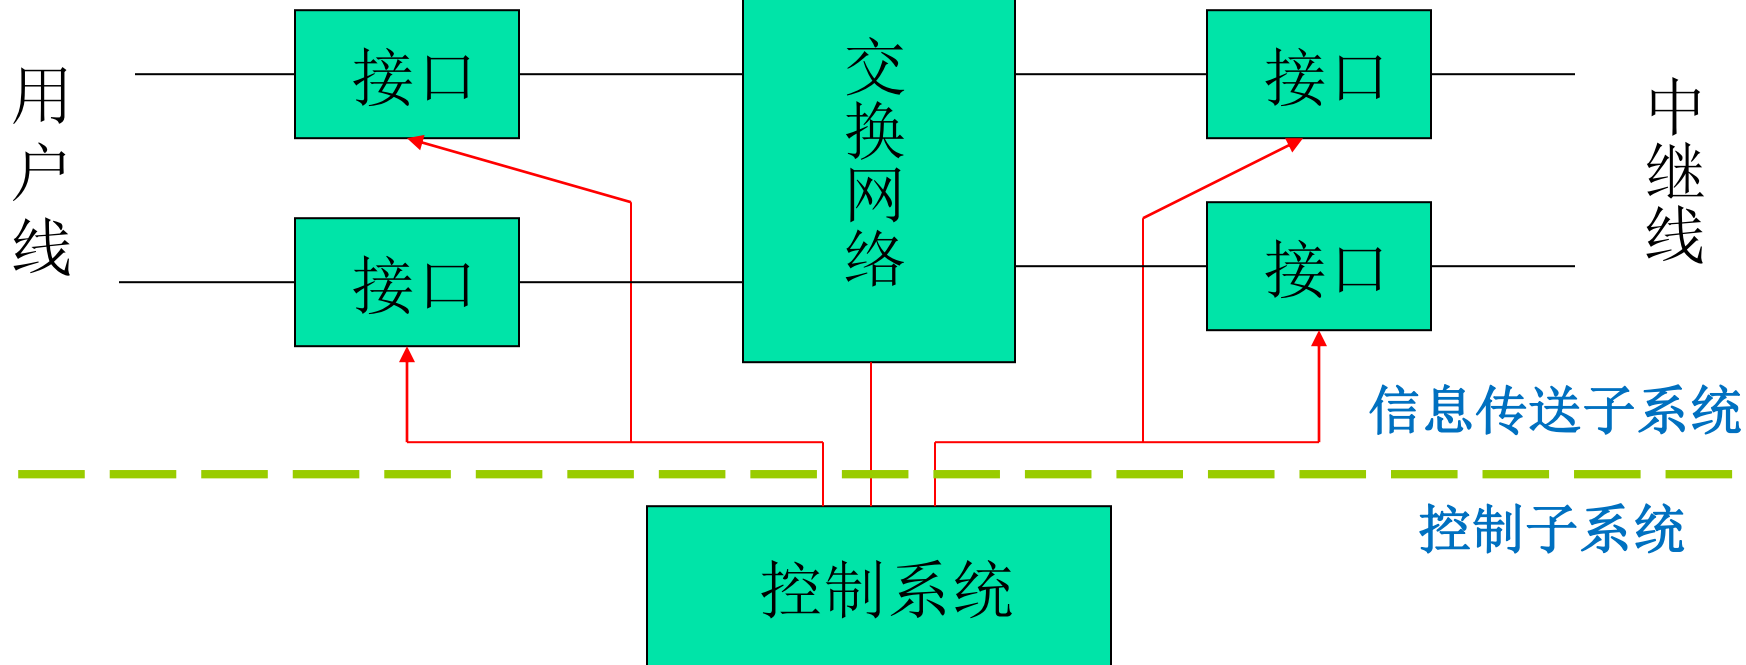 用户线
接口
接口
交换网络
接口
接口
中继线
信息传送子系统
控制子系统
控制系统